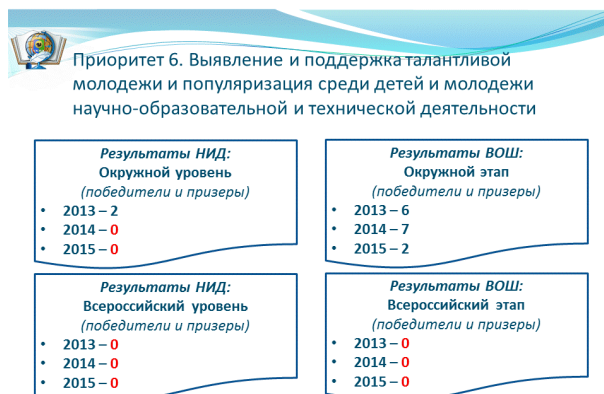 Приоритет 6. Выявление и поддержка талантливой
молодежи и популяризация среди детей и молодежи
научно-образовательной и технической деятельности
Результаты НИД:
Окружной уровень
(победители и призеры)
• 2013 – 2
• 2014 – 0
• 2015 – 0
Результаты ВОШ:
Окружной этап
(победители и призеры)
• 2013 – 6
• 2014 – 7
• 2015 – 2
Результаты НИД:
Всероссийский уровень
(победители и призеры)
• 2013 – 0
• 2014 – 0
• 2015 – 0
Результаты ВОШ:
Всероссийский этап
(победители и призеры)
• 2013 – 0
• 2014 – 0
• 2015 – 0